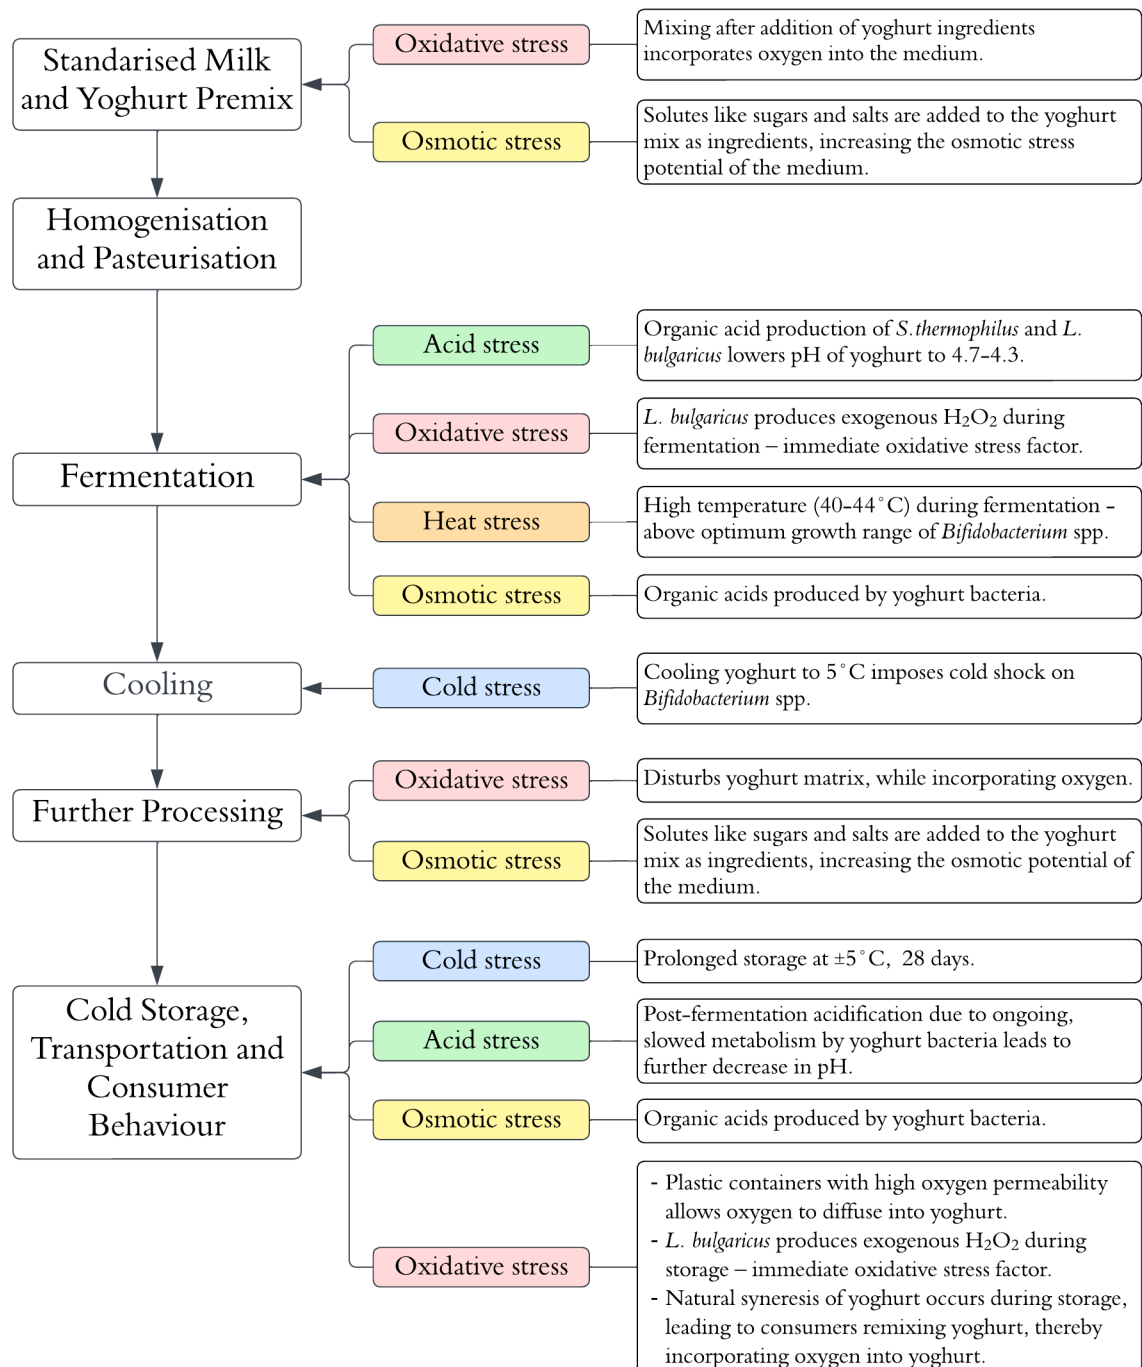 Standarised Milk
and Yoghurt Premix
Oxidative stress
Mixing after addition of yoghurt ingredients
incorporates oxygen into the medium.
Osmotic stress
Solutes like sugars and salts are added to the yoghurt
mix as ingredients, increasing the osmotic stress
potential of the medium.
Homogenisation
and Pasteurisation
Fermentation
Acid stress
Organic acid production of S.thermophilus and L.
bulgaricus lowers pH of yoghurt to 4.7-4.3.
Oxidative stress
L. bulgaricus produces exogenous H₂O₂ during
fermentation – immediate oxidative stress factor.
Heat stress
High temperature (40-44˚C) during fermentation -
above optimum growth range of Bifidobacterium spp.
Osmotic stress
Organic acids produced by yoghurt bacteria.
Cooling
Cold stress
Cooling yoghurt to 5˚C imposes cold shock on
Bifidobacterium spp.
Further Processing
Oxidative stress
Disturbs yoghurt matrix, while incorporating oxygen.
Osmotic stress
Solutes like sugars and salts are added to the yoghurt
mix as ingredients, increasing the osmotic potential of
the medium.
Cold Storage,
Transportation and
Consumer
Behaviour
Cold stress
Prolonged storage at ±5˚C, 28 days.
Acid stress
Post-fermentation acidification due to ongoing,
slowed metabolism by yoghurt bacteria leads to
further decrease in pH.
Osmotic stress
Organic acids produced by yoghurt bacteria.
Oxidative stress
- Plastic containers with high oxygen permeability
allows oxygen to diffuse into yoghurt.
- L. bulgaricus produces exogenous H₂O₂ during
storage – immediate oxidative stress factor.
- Natural syneresis of yoghurt occurs during storage,
leading to consumers remixing yoghurt, thereby
incorporating oxygen into yoghurt.